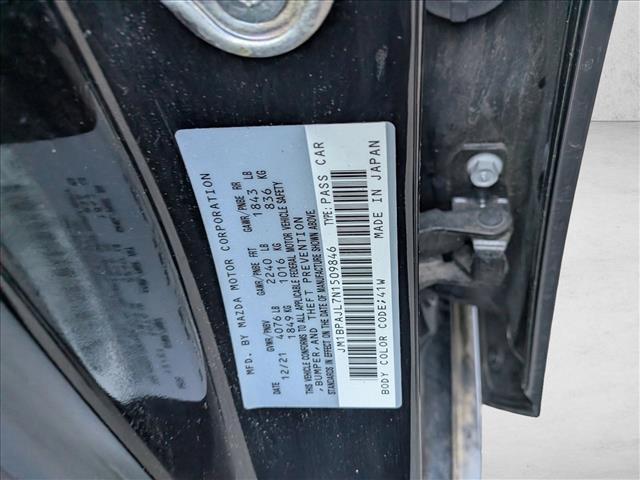 MFD. BY MAZDA MOTOR CORPORATION
DATE GVWR/PNBV GAWR/PNBE FRT GAWR/PNBE RR
12/21 4076 LB 2240 LB 1843 LB
1849 KG 1016 KG 836 KG
THIS VEHICLE CONFORMS TO ALL APPLICABLE FEDERAL MOTOR VEHICLE SAFETY
, BUMPER, AND THEFT PREVENTION
STANDARDS IN EFFECT ON THE DATE OF MANUFACTURE SHOWN ABOVE.
JM1BPAJL7N1509846 TYPE: PASS CAR
BODY COLOR CODE;41W MADE IN JAPAN